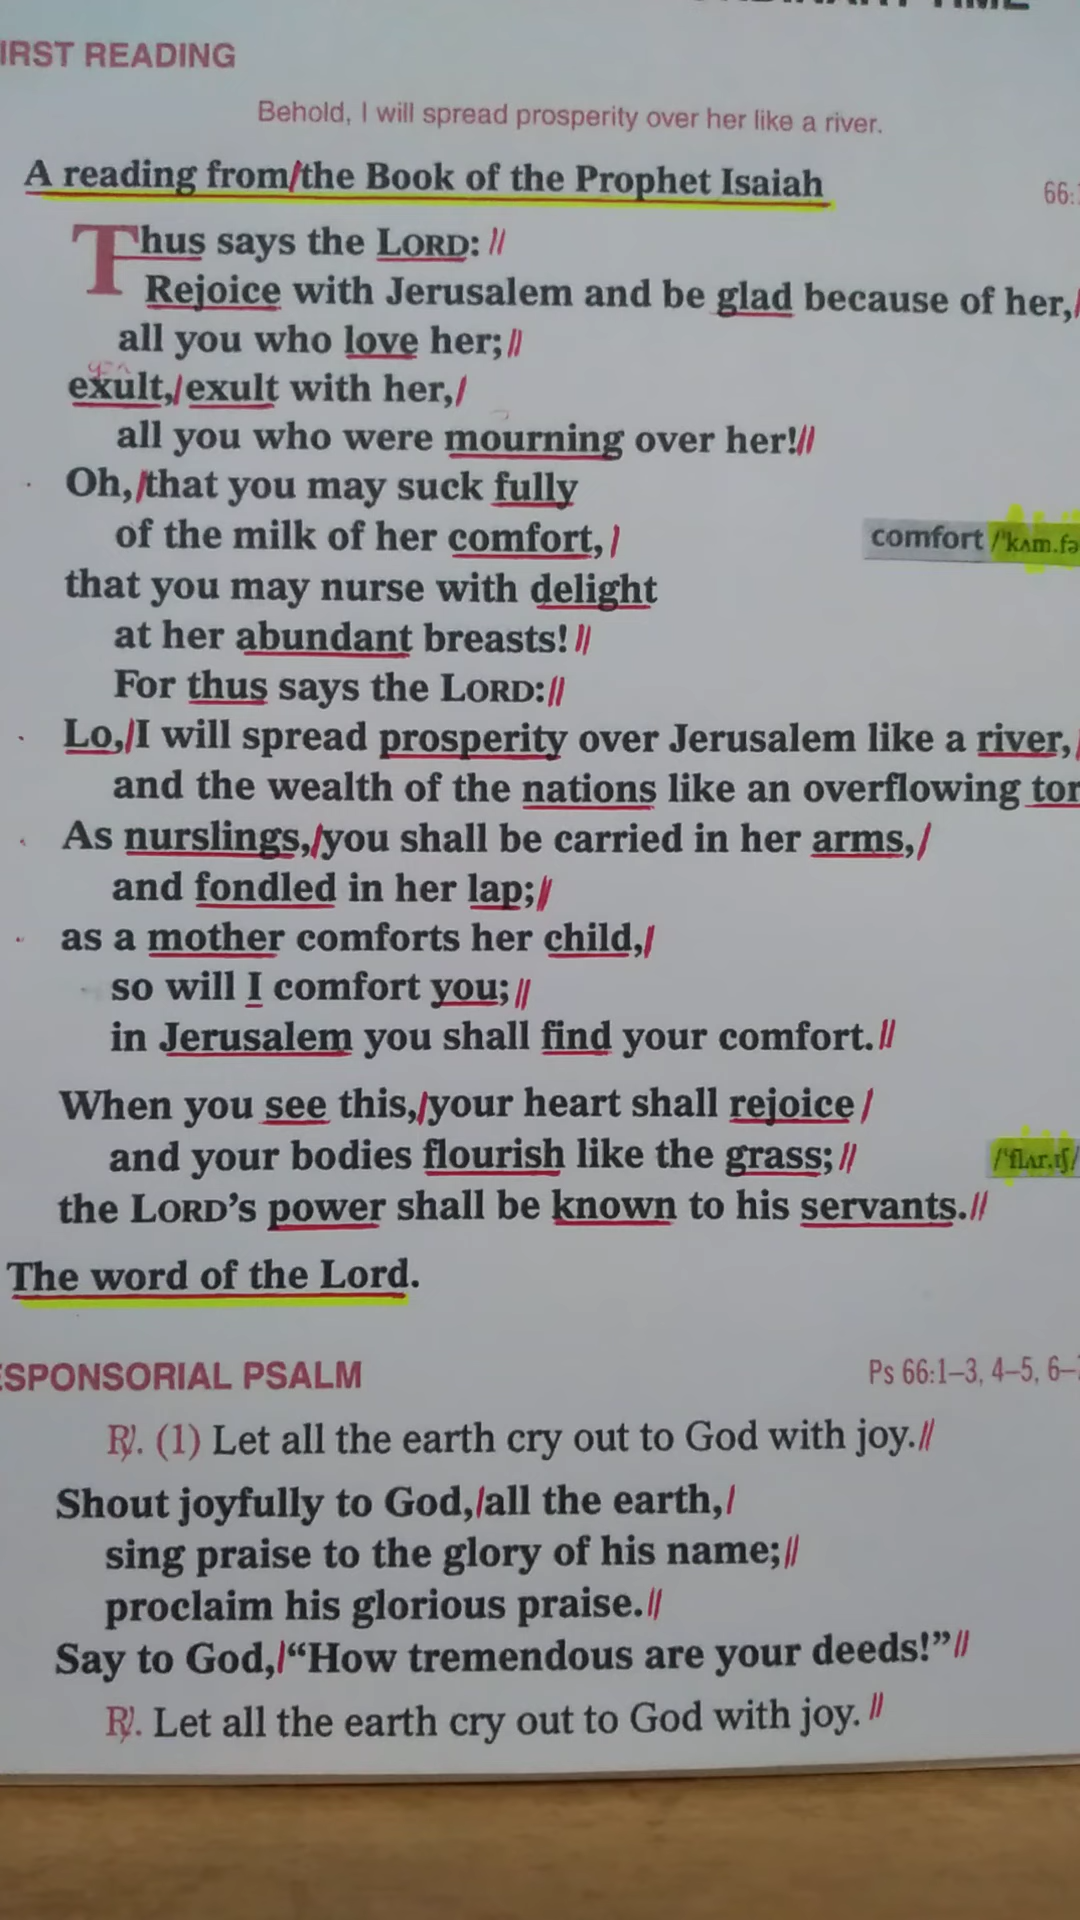 IRST READING
Behold, I will spread prosperity over her like a river.
A reading from/the Book of the Prophet Isaiah
66:
Thus says the LORD: //
Rejoice with Jerusalem and be glad because of her,/
all you who love her;//
exult,/exult with her,/
all you who were mourning over her!//
Oh,/that you may suck fully
of the milk of her comfort,/
comfort /ˈkʌm.fə
that you may nurse with delight
at her abundant breasts!//
For thus says the LORD://
Lo,/I will spread prosperity over Jerusalem like a river,/
and the wealth of the nations like an overflowing tor
As nurslings,/you shall be carried in her arms,/
and fondled in her lap;//
as a mother comforts her child,/
so will I comfort you;//
in Jerusalem you shall find your comfort.//
When you see this,/your heart shall rejoice/
and your bodies flourish like the grass;//
/ˈflʌr.ɪʃ/
the LORD's power shall be known to his servants.//
The word of the Lord.
ESPONSORIAL PSALM
Ps 66:1–3, 4–5, 6–
℟. (1) Let all the earth cry out to God with joy.//
Shout joyfully to God,/all the earth,/
sing praise to the glory of his name;//
proclaim his glorious praise.//
Say to God,/“How tremendous are your deeds!”//
℟. Let all the earth cry out to God with joy. //